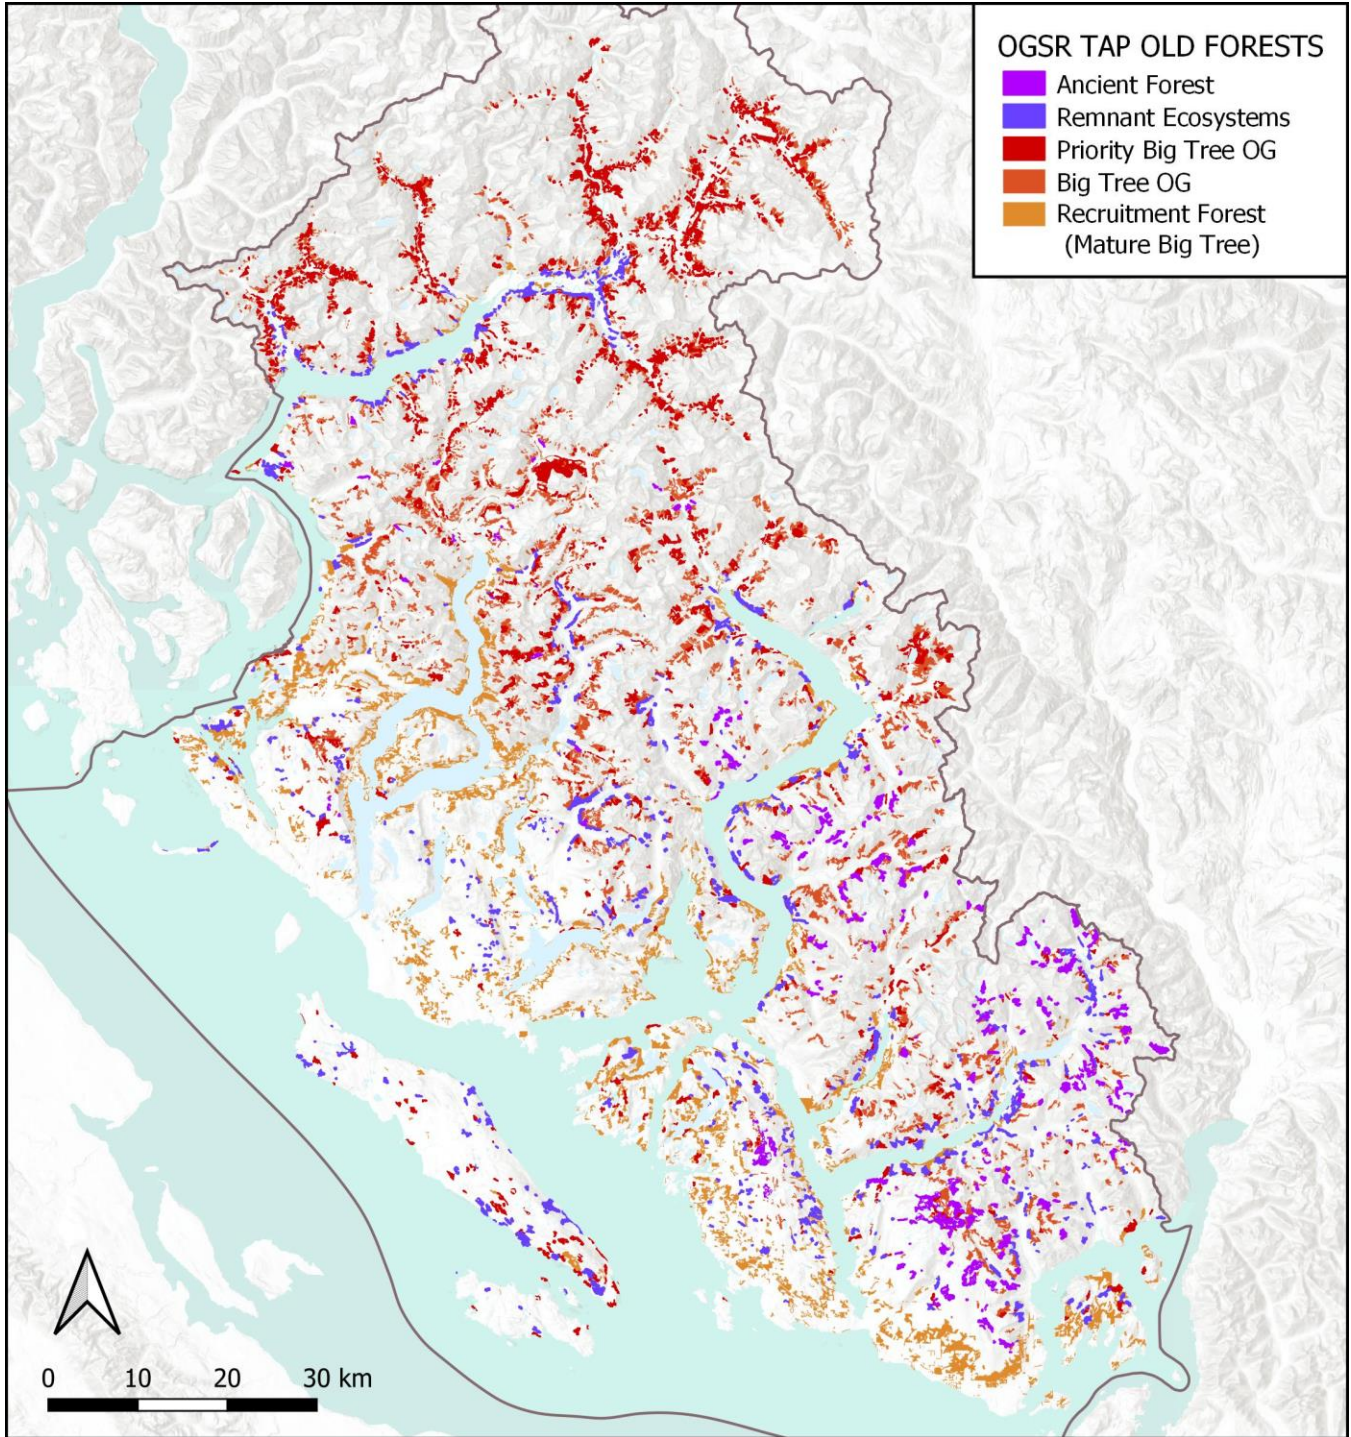 OGSR TAP OLD FORESTS
Ancient Forest
Remnant Ecosystems
Priority Big Tree OG
Big Tree OG
Recruitment Forest
(Mature Big Tree)
0 10 20 30 km